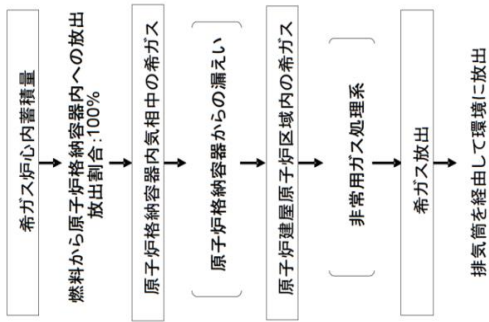 希ガス炉心内蓄積量
燃料から原子炉格納容器内への放出
放出割合:100%
原子炉格納容器内気相中の希ガス
原子炉格納容器からの漏えい
原子炉建屋原子炉区域内の希ガス
非常用ガス処理系
希ガス放出
排気筒を経由して環境に放出